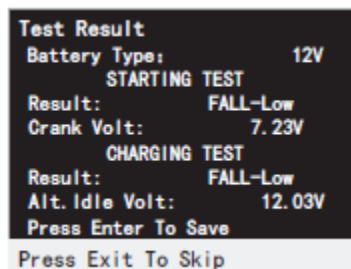 Test Result
Battery Type: 12V
STARTING TEST
Result: FALL-Low
Crank Volt: 7.23V
CHARGING TEST
Result: FALL-Low
Alt.Idle Volt: 12.03V
Press Enter To Save
Press Exit To Skip